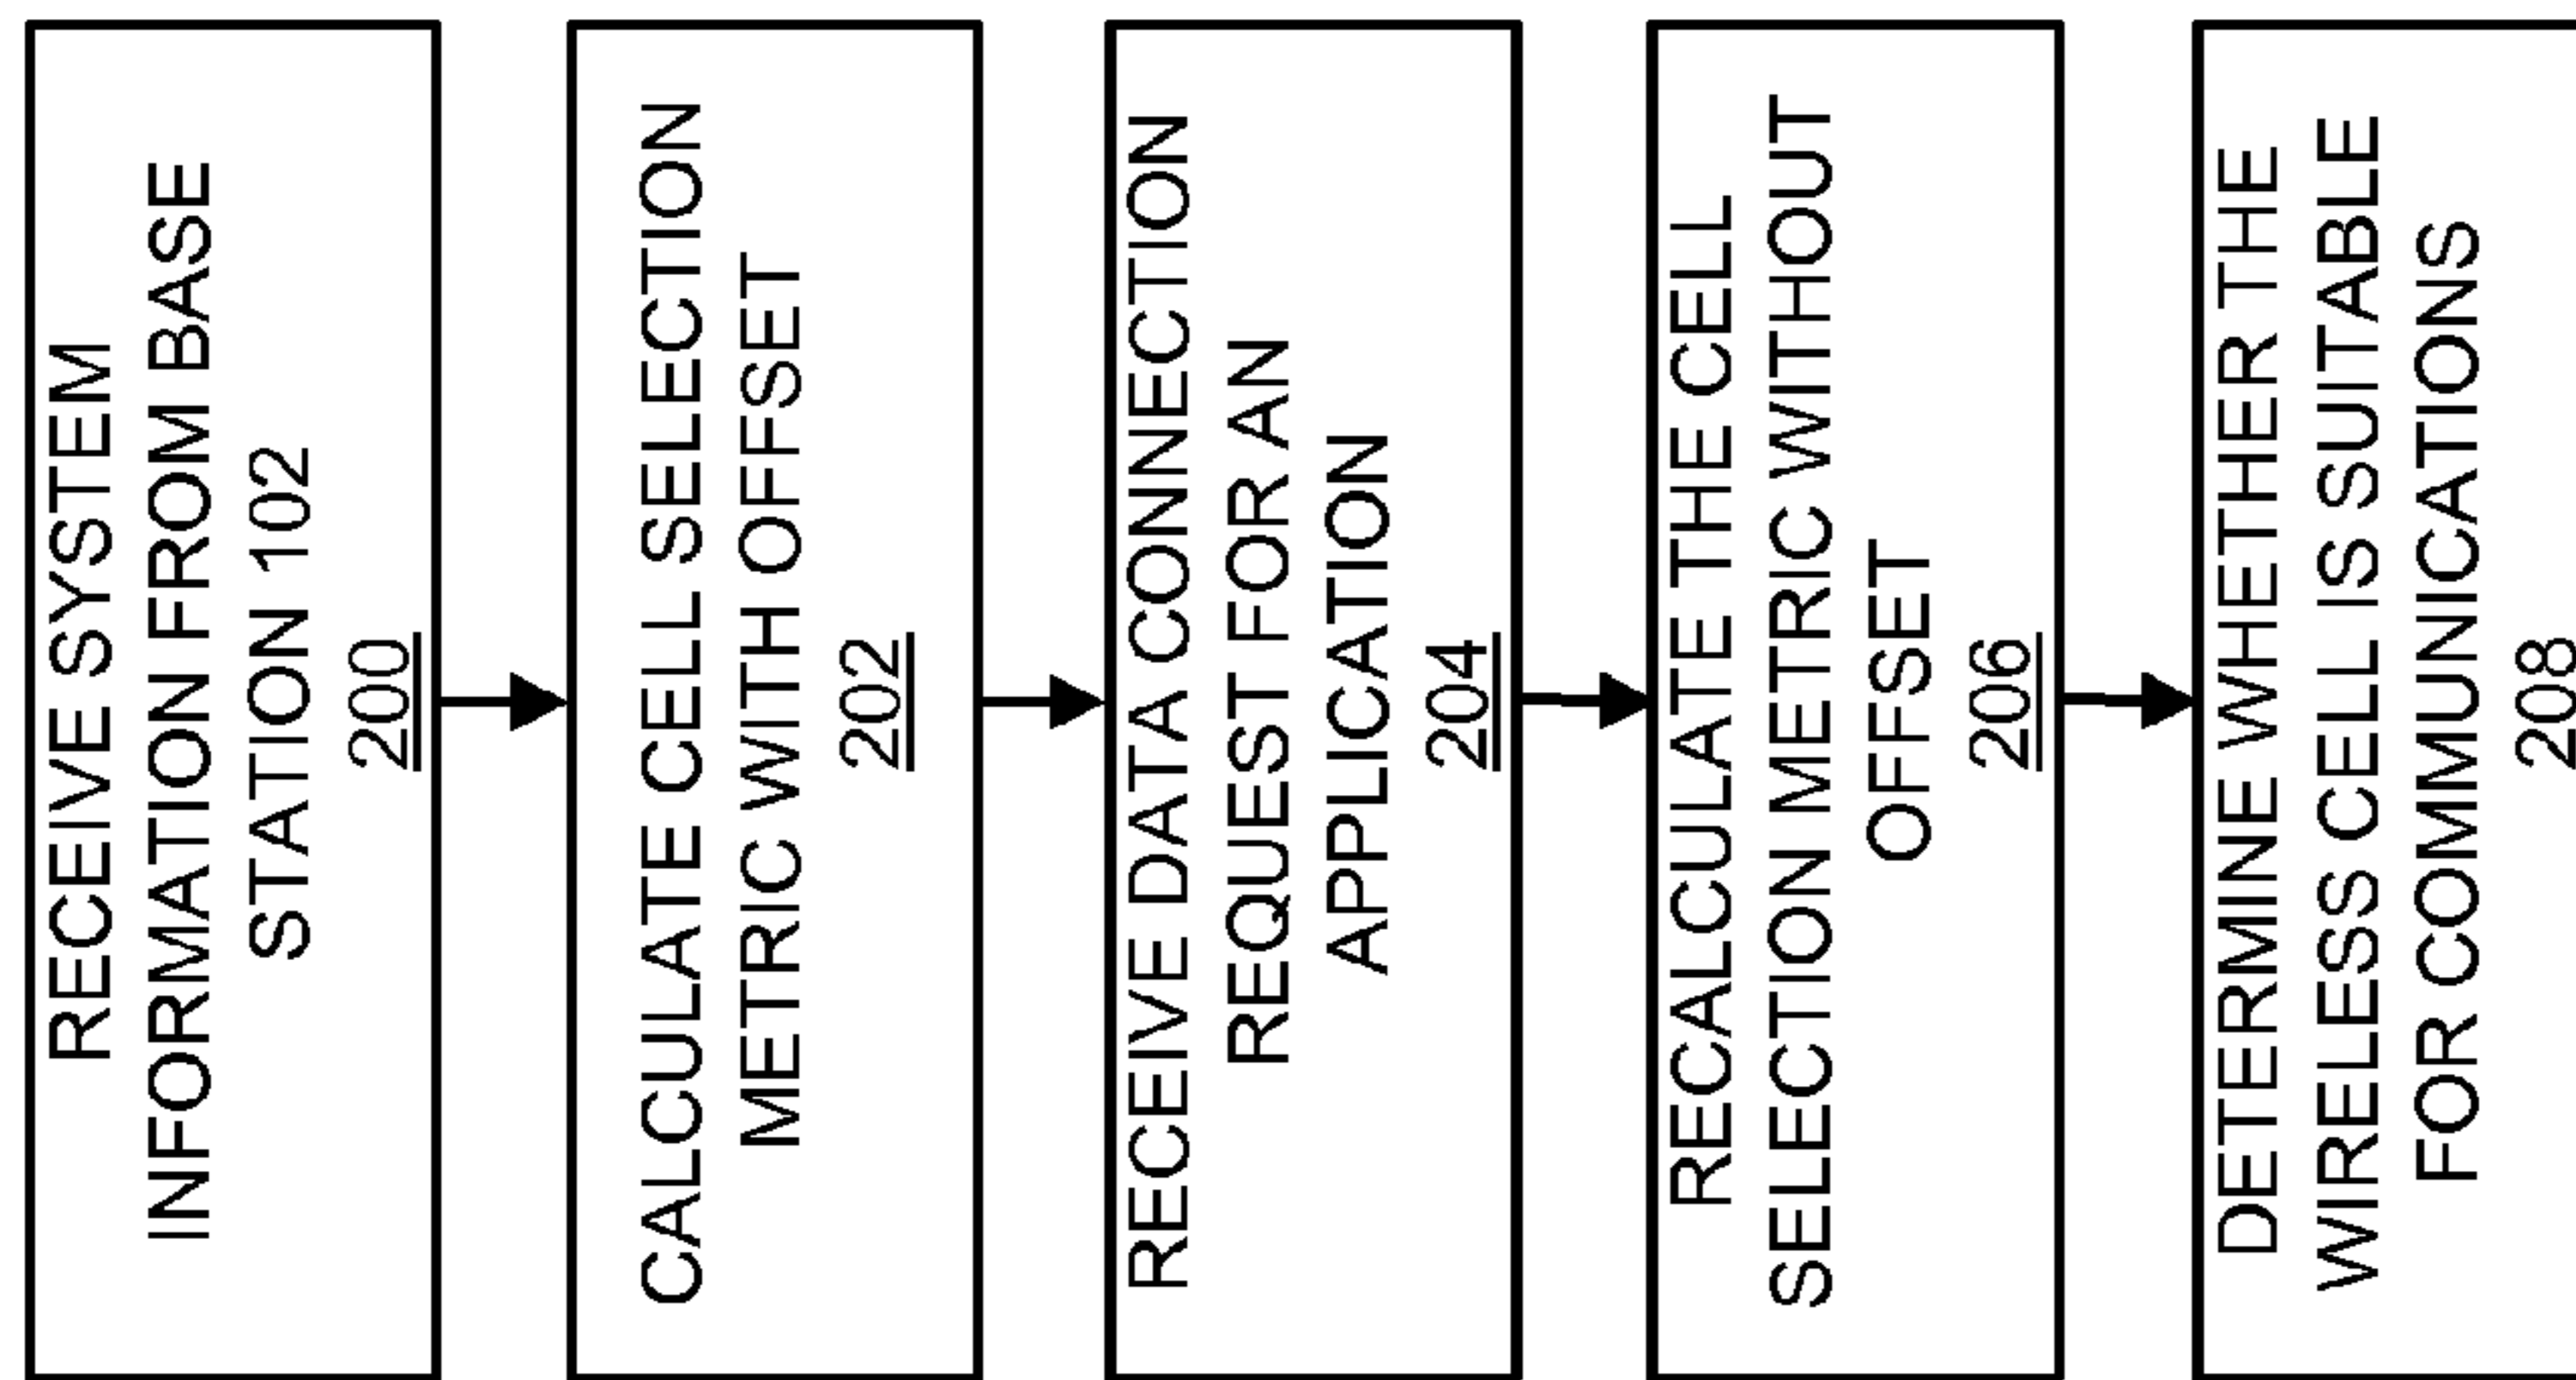 RECEIVE SYSTEM
INFORMATION FROM BASE
STATION 102
200
CALCULATE CELL SELECTION
METRIC WITH OFFSET
202
RECEIVE DATA CONNECTION
REQUEST FOR AN
APPLICATION
204
RECALCULATE THE CELL
SELECTION METRIC WITHOUT
OFFSET
206
DETERMINE WHETHER THE
WIRELESS CELL IS SUITABLE
FOR COMMUNICATIONS
208